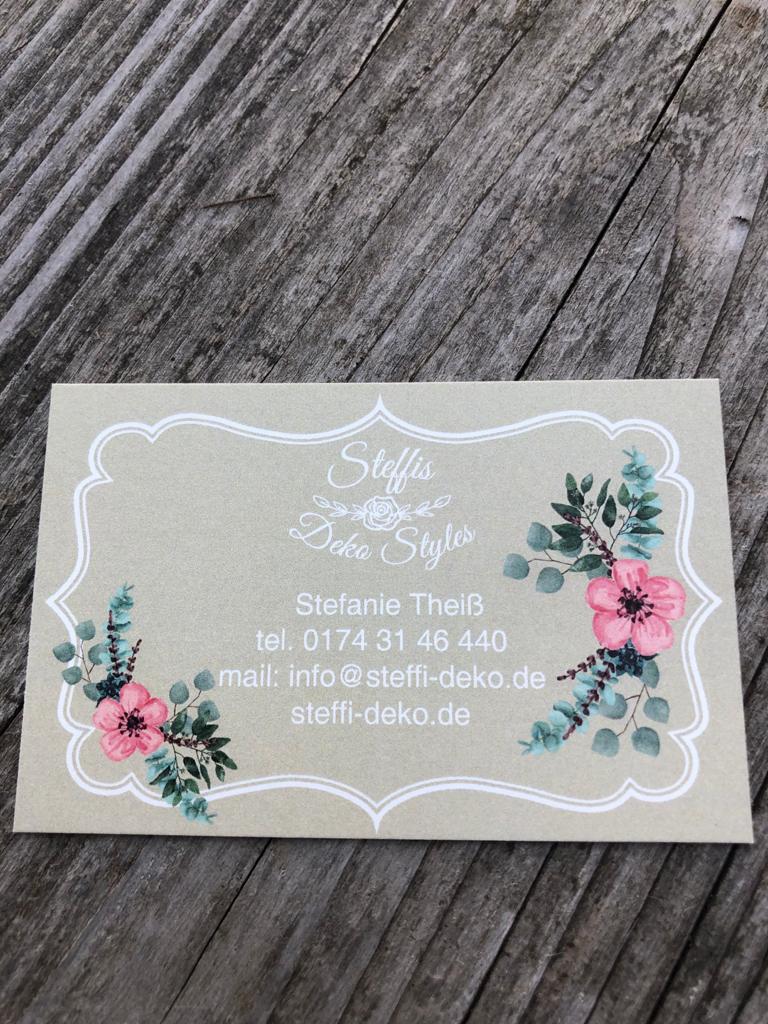 Steffis
Deko Styles
Stefanie Theiß
tel. 0174 31 46 440
mail: info@steffi-deko.de
steffi-deko.de